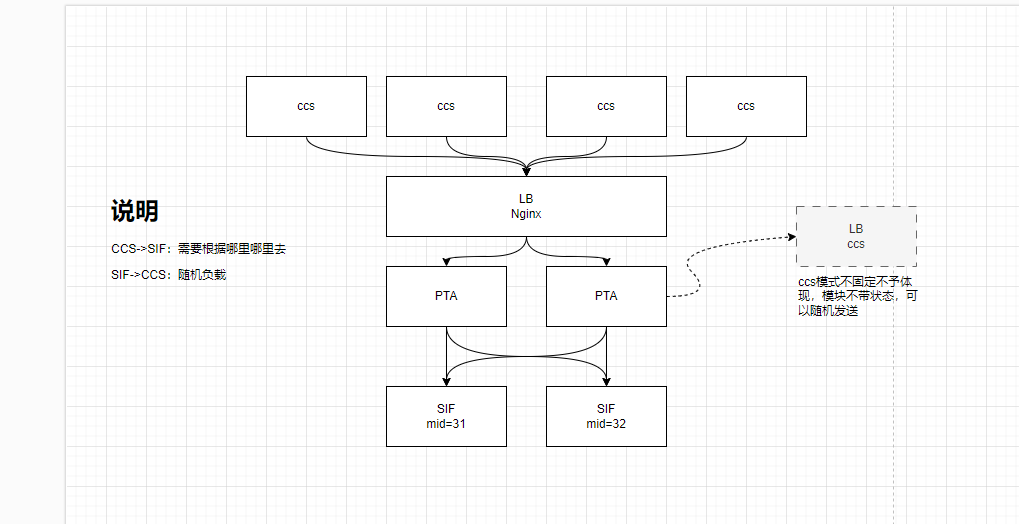 ccs
ccs
ccs
ccs
LB
Nginx
说明
CCS->SIF：需要根据哪里哪里去
SIF->CCS：随机负载
LB
ccs
ccs模式不固定不予体
现，模块不带状态，可
以随机发送
PTA
PTA
SIF
mid=31
SIF
mid=32